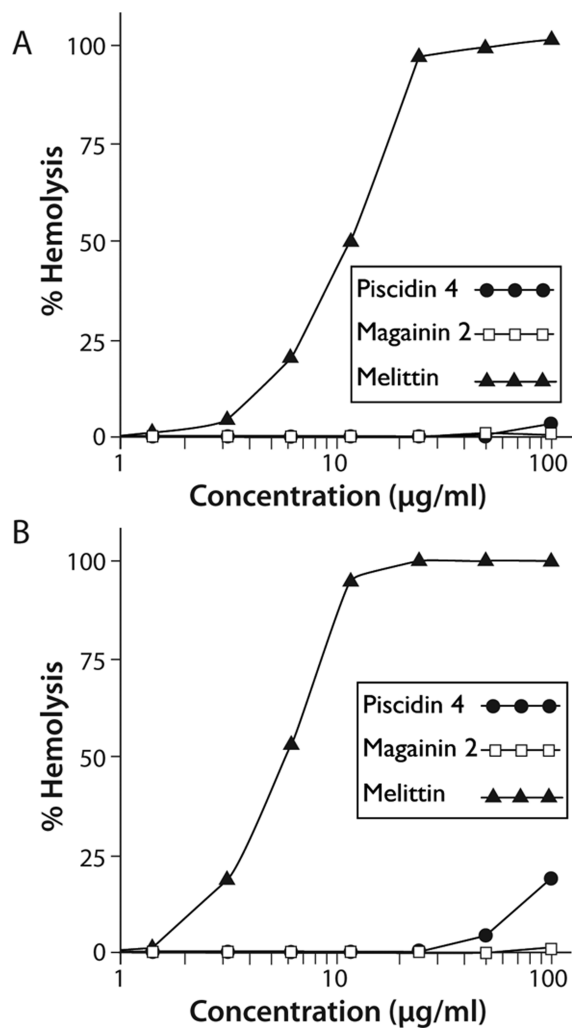 A
100
75
50
25
0
% Hemolysis
Piscidin 4
Magainin 2
Melittin
1
10
100
Concentration (µg/ml)
B
100
75
50
25
0
% Hemolysis
Piscidin 4
Magainin 2
Melittin
1
10
100
Concentration (µg/ml)